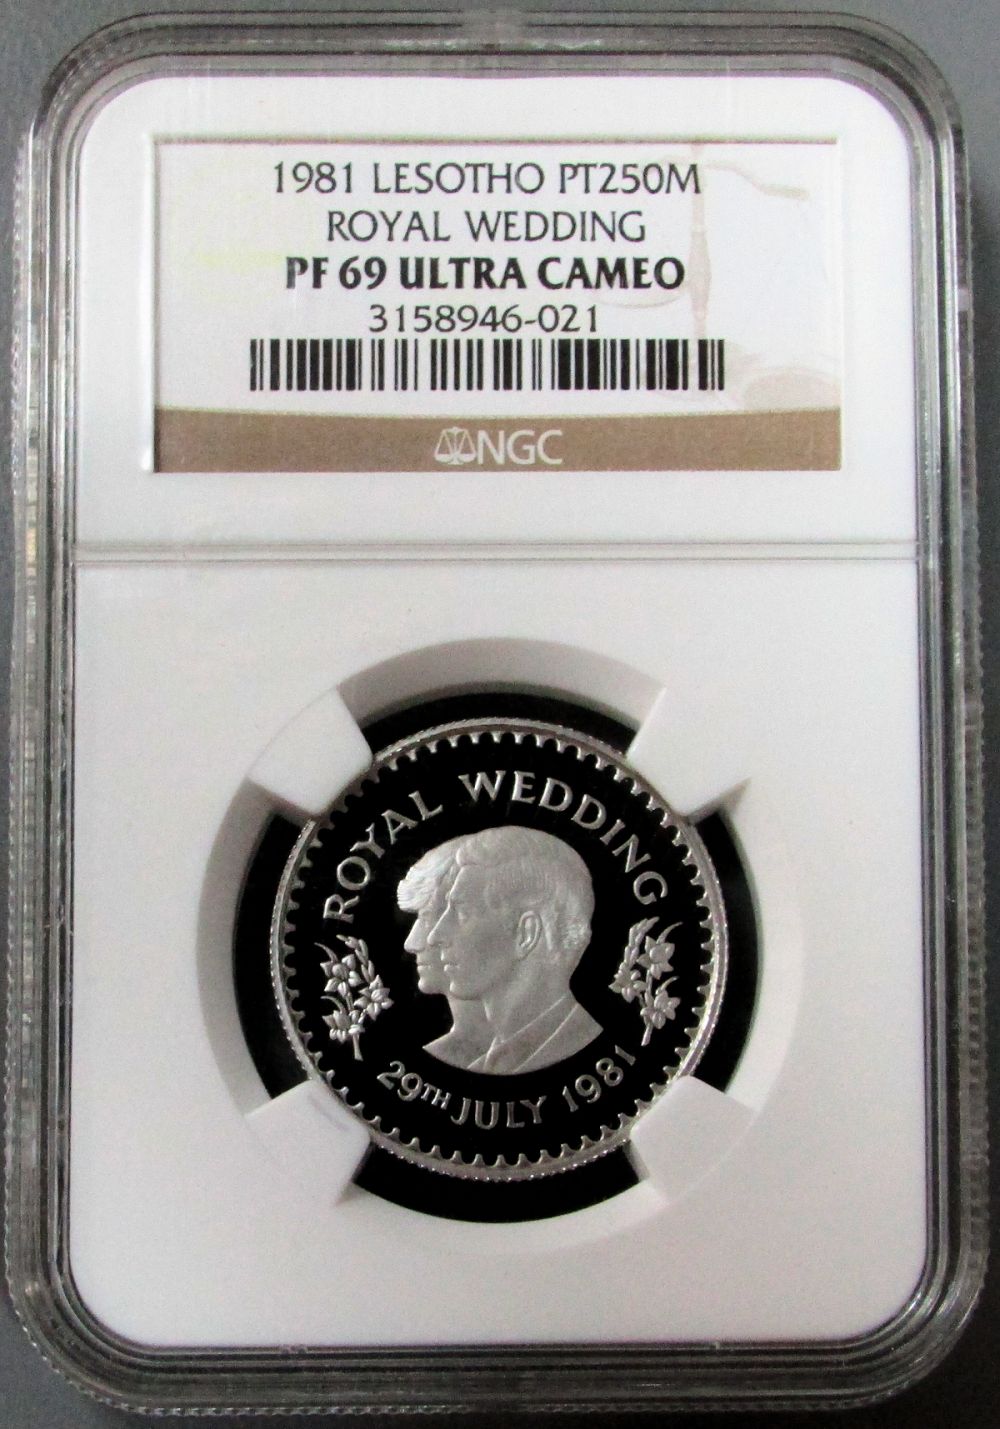 1981 LESOTHO PT250M
ROYAL WEDDING
PF 69 ULTRA CAMEO
3158946-021
NGC
ROYAL WEDDING
29TH JULY 1981